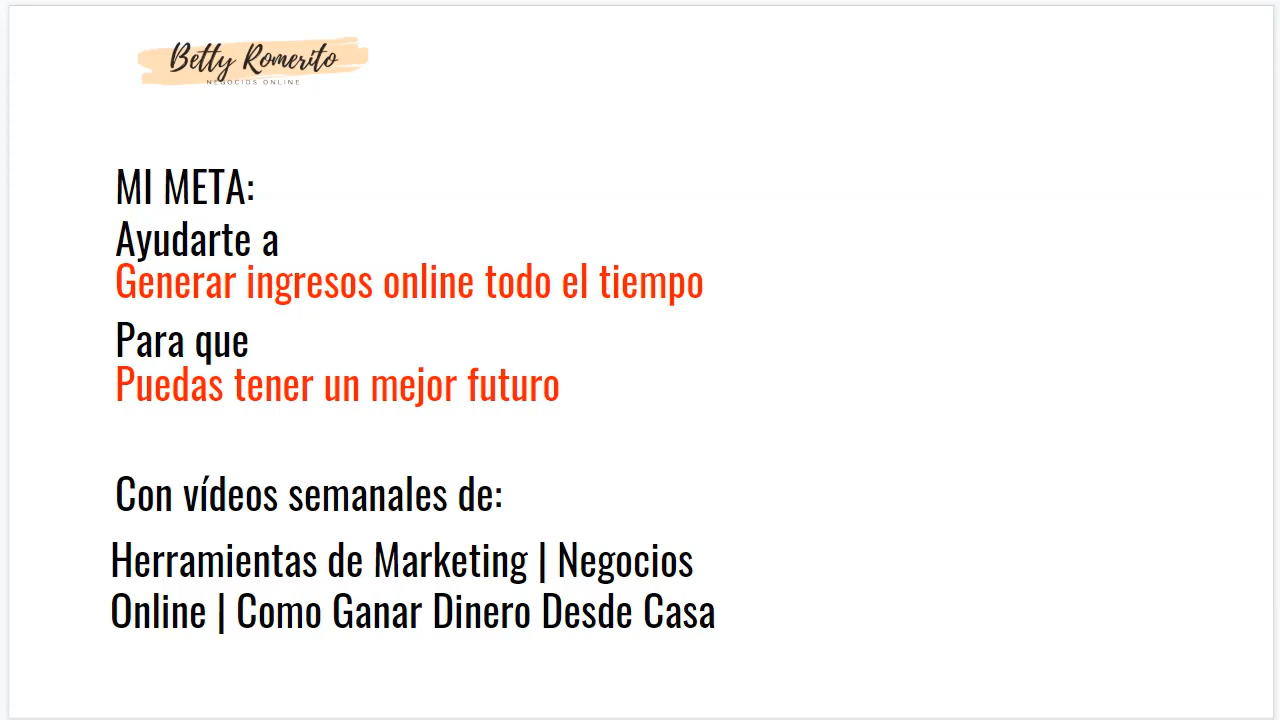 Betty Romerito
NEGOCIOS ONLINE
MI META:
Ayudarte a
Generar ingresos online todo el tiempo
Para que
Puedas tener un mejor futuro
Con vídeos semanales de:
Herramientas de Marketing | Negocios
Online | Como Ganar Dinero Desde Casa